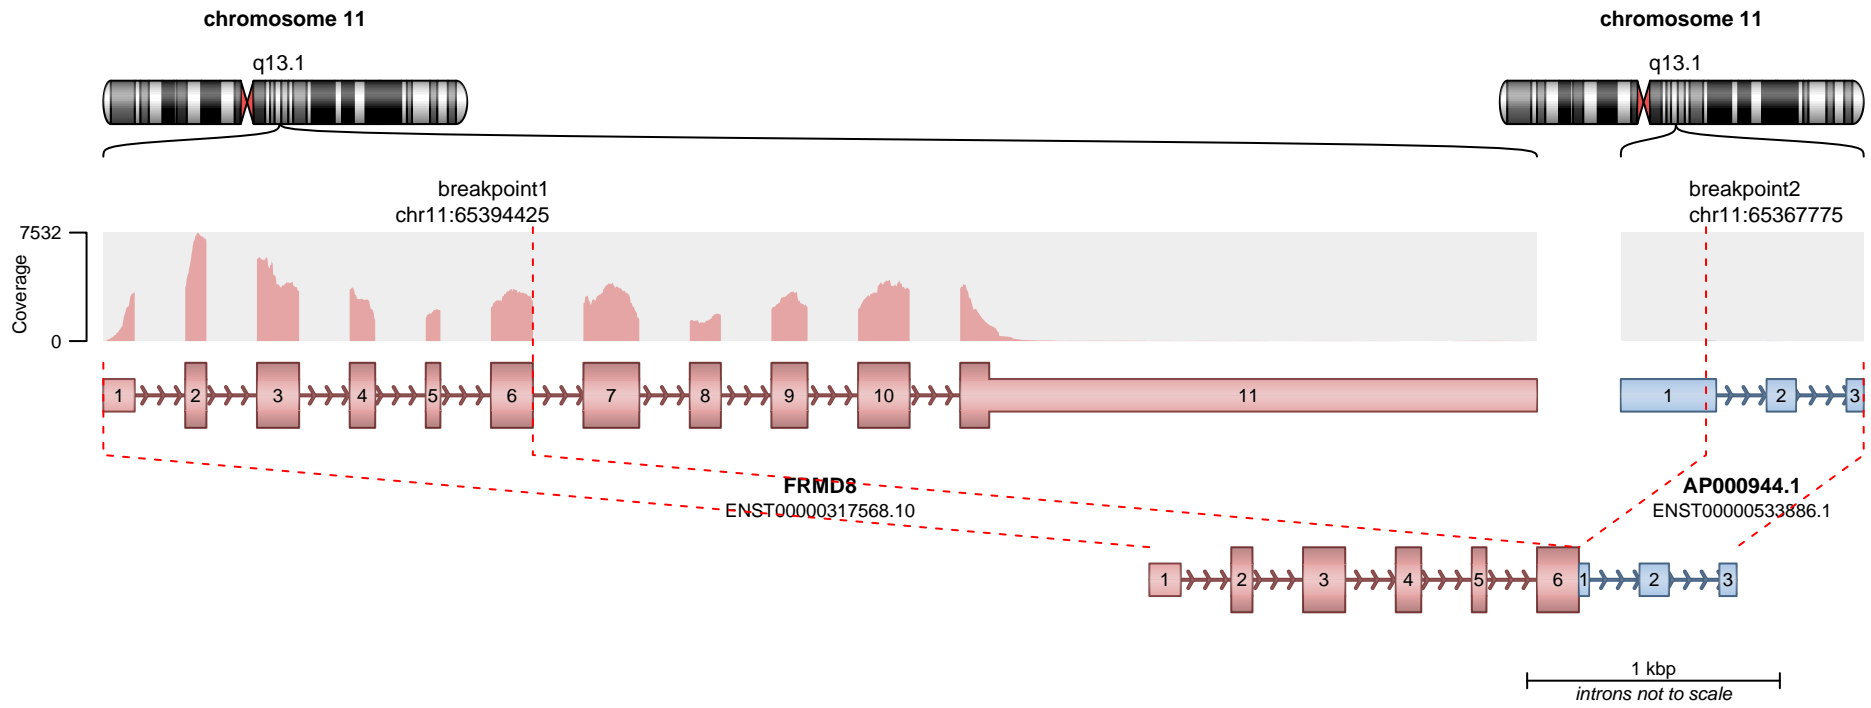 chromosome 11
chromosome 11
q13.1
q13.1
breakpoint1
chr11:65394425
breakpoint2
chr11:65367775
7532
Coverage
0
1 2 3 4 5 6 7 8 9 10 11
1 2 3
FRMD8
ENST00000317568.10
AP000944.1
ENST00000533886.1
1 2 3 4 5 6 1 2 3
1 kbp
introns not to scale